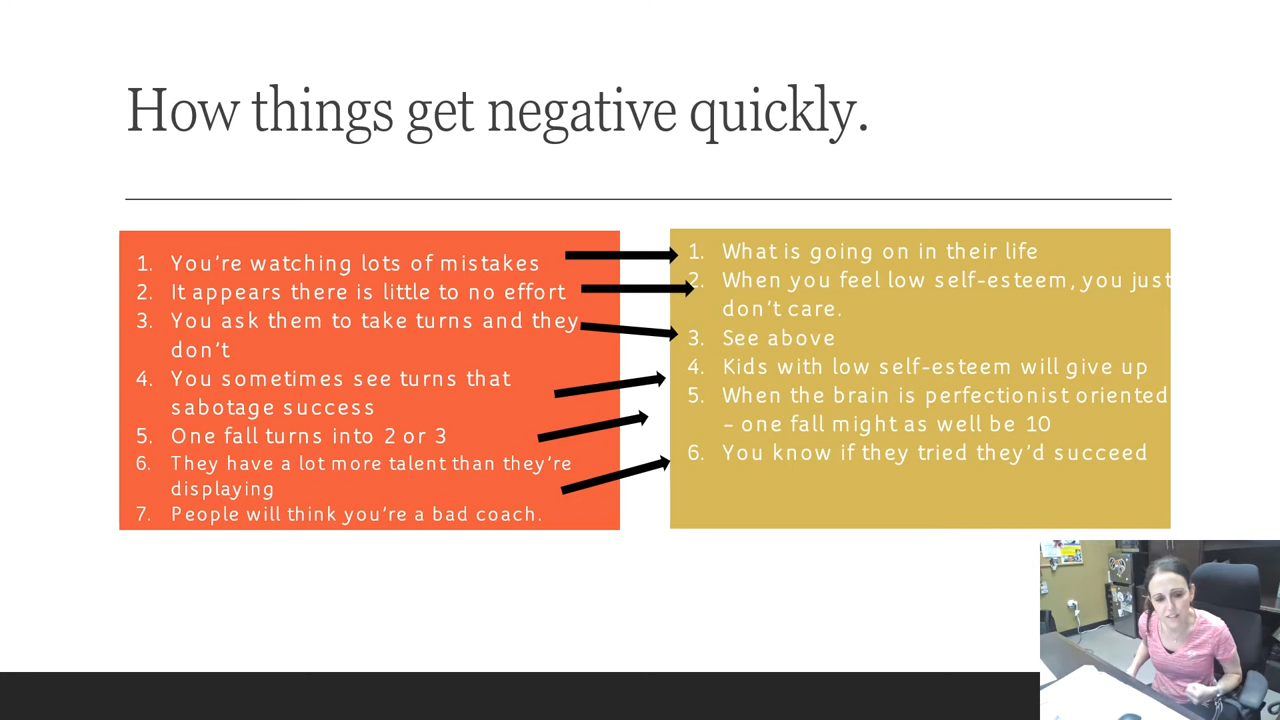 How things get negative quickly.
1. You're watching lots of mistakes
2. It appears there is little to no effort
3. You ask them to take turns and they
don't
4. You sometimes see turns that
sabotage success
5. One fall turns into 2 or 3
6. They have a lot more talent than they're
displaying
7. People will think you're a bad coach.
1. What is going on in their life
2. When you feel low self-esteem, you just
don't care.
3. See above
4. Kids with low self-esteem will give up
5. When the brain is perfectionist oriented
– one fall might as well be 10
6. You know if they tried they'd succeed